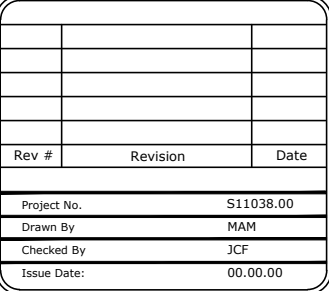 Rev # Revision Date
Project No. S11038.00
Drawn By MAM
Checked By JCF
Issue Date: 00.00.00